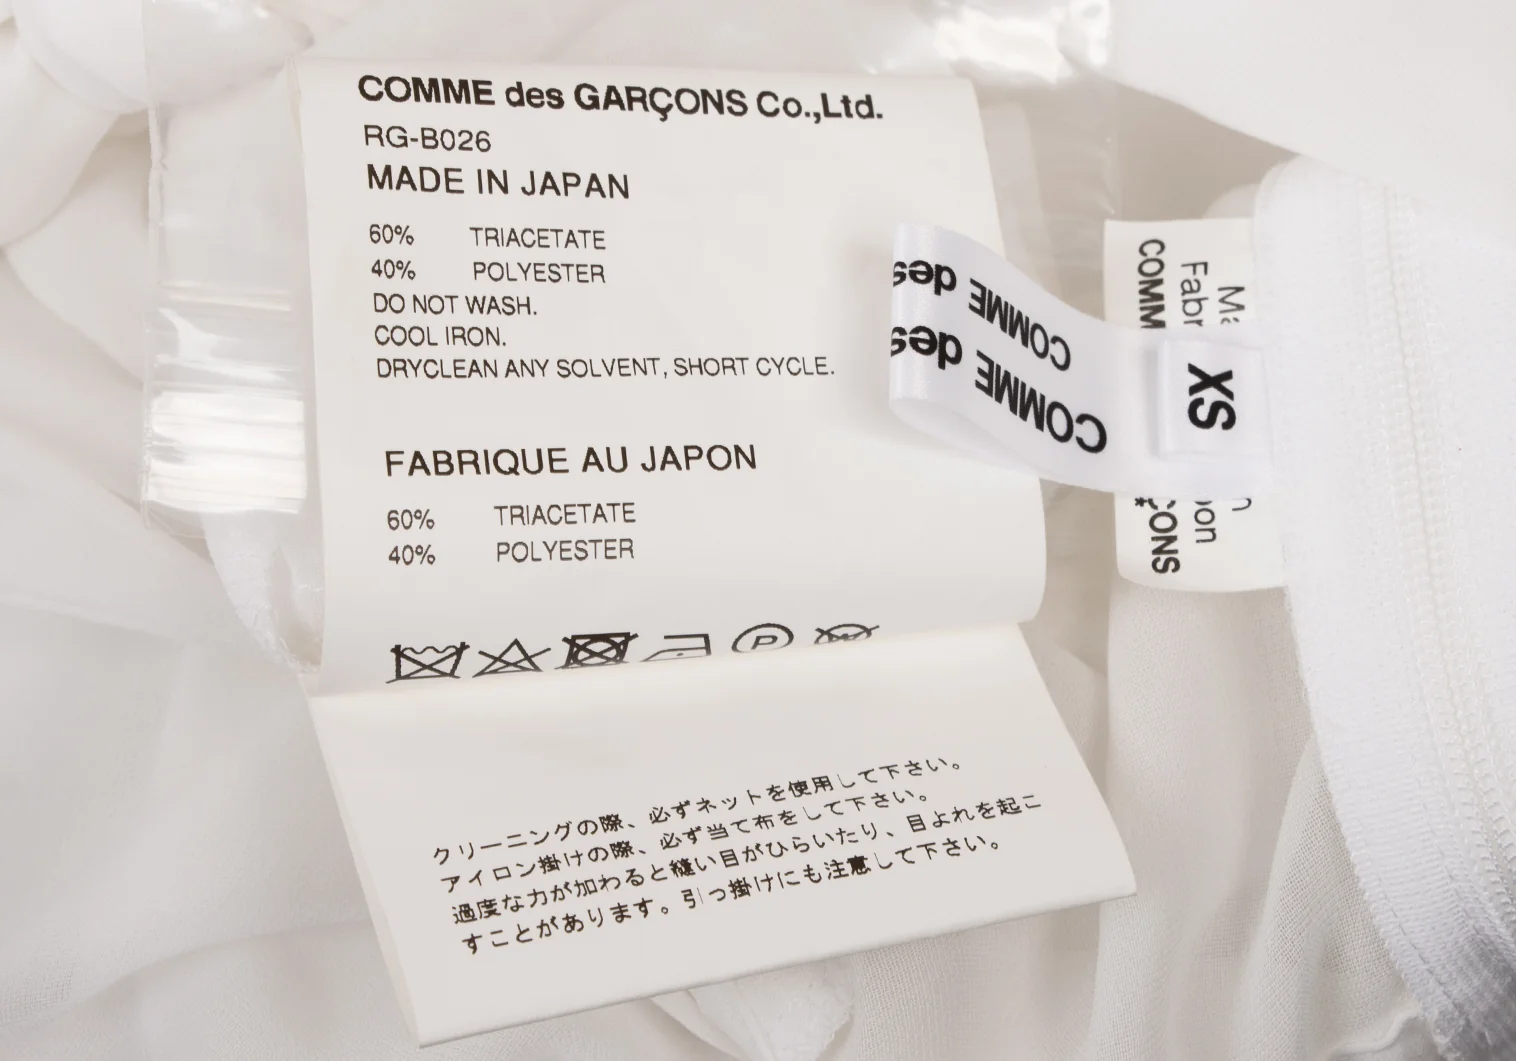 COMME des GARÇONS Co.,Ltd.
RG-B026
MADE IN JAPAN
60% TRIACETATE
40% POLYESTER
DO NOT WASH.
COOL IRON.
DRYCLEAN ANY SOLVENT, SHORT CYCLE.
FABRIQUE AU JAPON
60% TRIACETATE
40% POLYESTER
P
クリーニングの際、必ずネットを使用して下さい。
アイロン掛けの際、必ず当て布をして下さい。
過度な力が加わると縫い目がひらいたり、目よれを起こ
すことがあります。引っ掛けにも注意して下さい。
COMME des
COMME des
XS